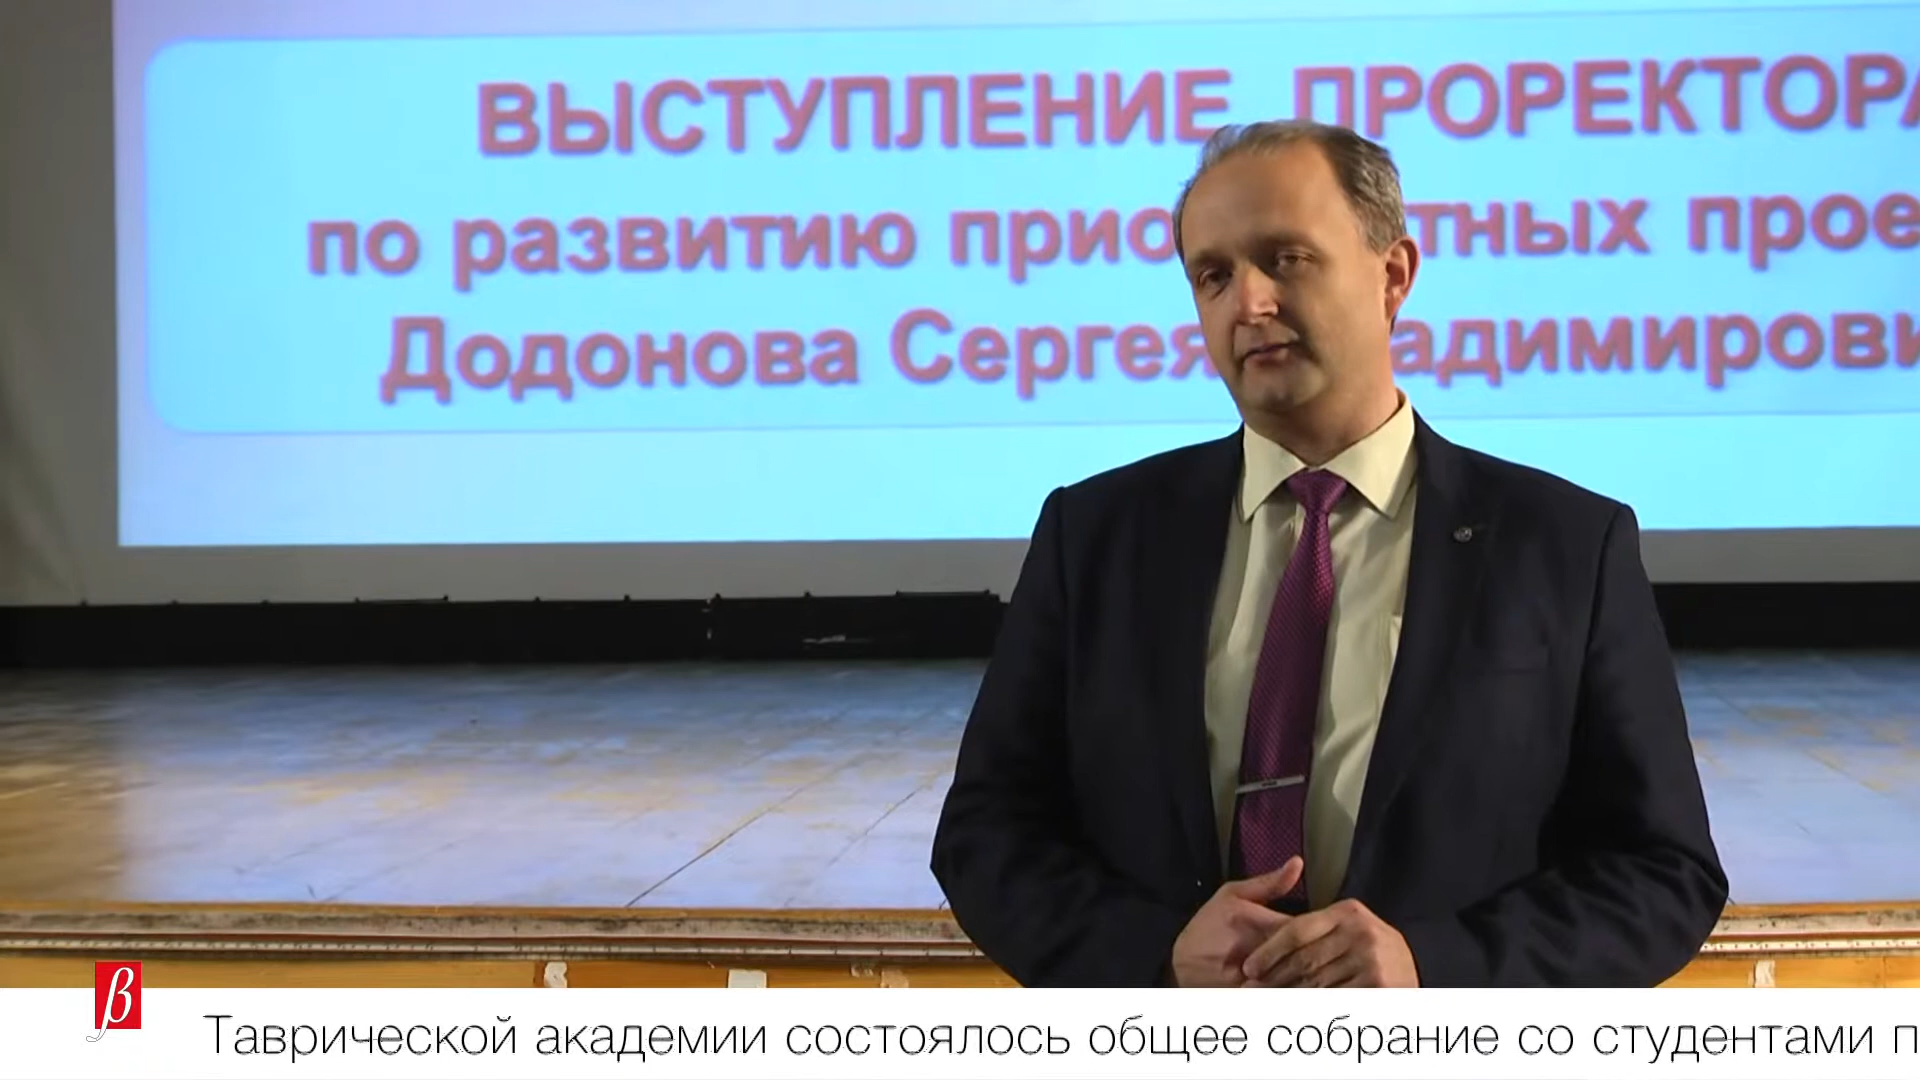 ВЫСТУПЛЕНИЕ ПРОРЕКТОРА
по развитию прио тных прое
Додонова Сергея адимирови
β
Таврической академии состоялось общее собрание со студентами п